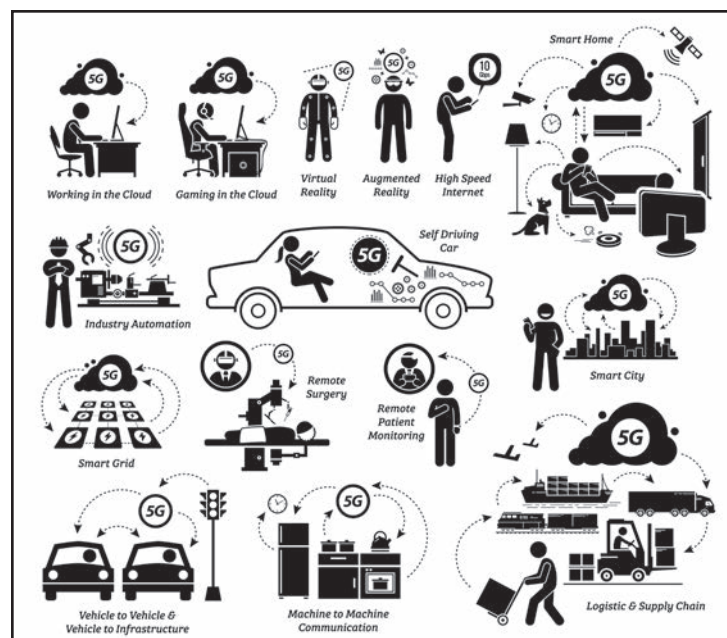 5G
Working in the Cloud
5G
Gaming in the Cloud
5G
Virtual
Reality
5G
Augmented
Reality
10
Gbps
High Speed
Internet
Smart Home
5G
5G
Industry Automation
Self Driving
Car
5G
5G
Smart City
5G
Smart Grid
5G
Remote
Surgery
5G
Remote
Patient
Monitoring
5G
Logistic & Supply Chain
5G
Vehicle to Vehicle &
Vehicle to Infrastructure
5G
Machine to Machine
Communication